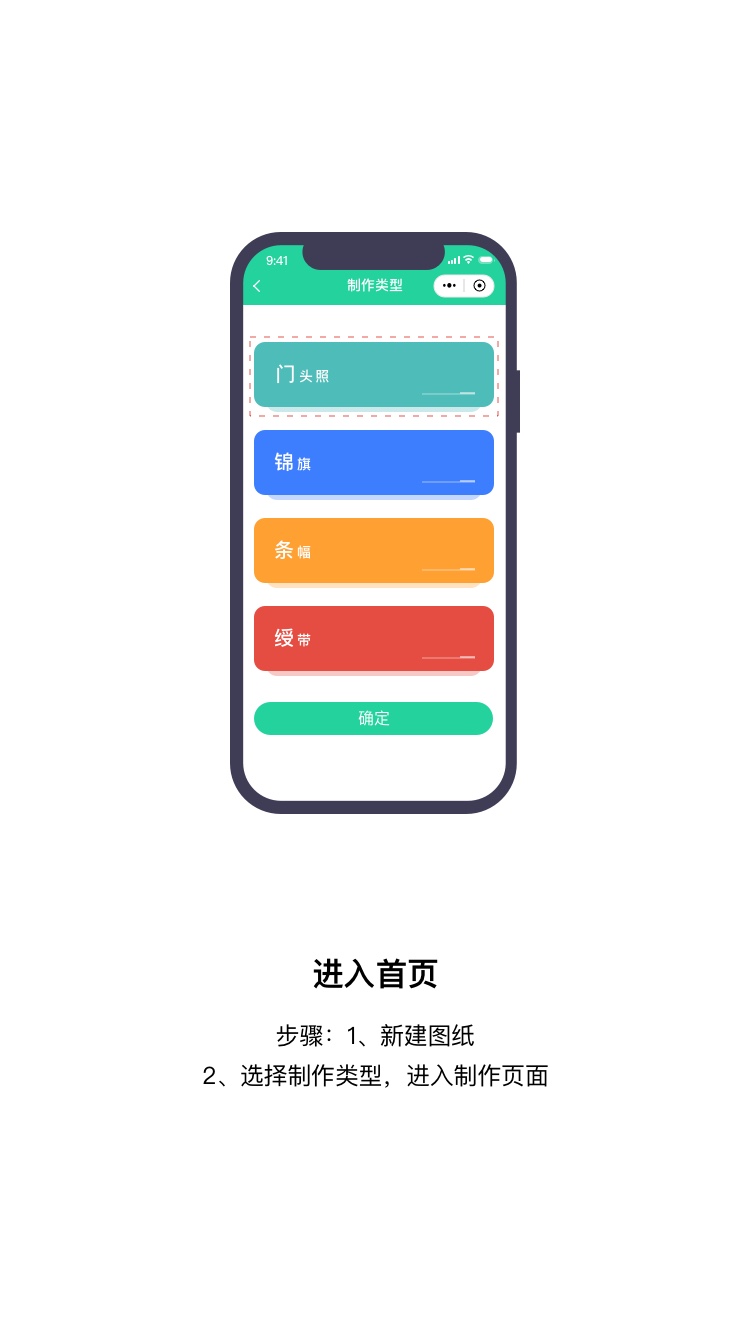 9:41
制作类型
门头照
锦旗
条幅
绶带
确定
进入首页
步骤：1、新建图纸
2、选择制作类型，进入制作页面